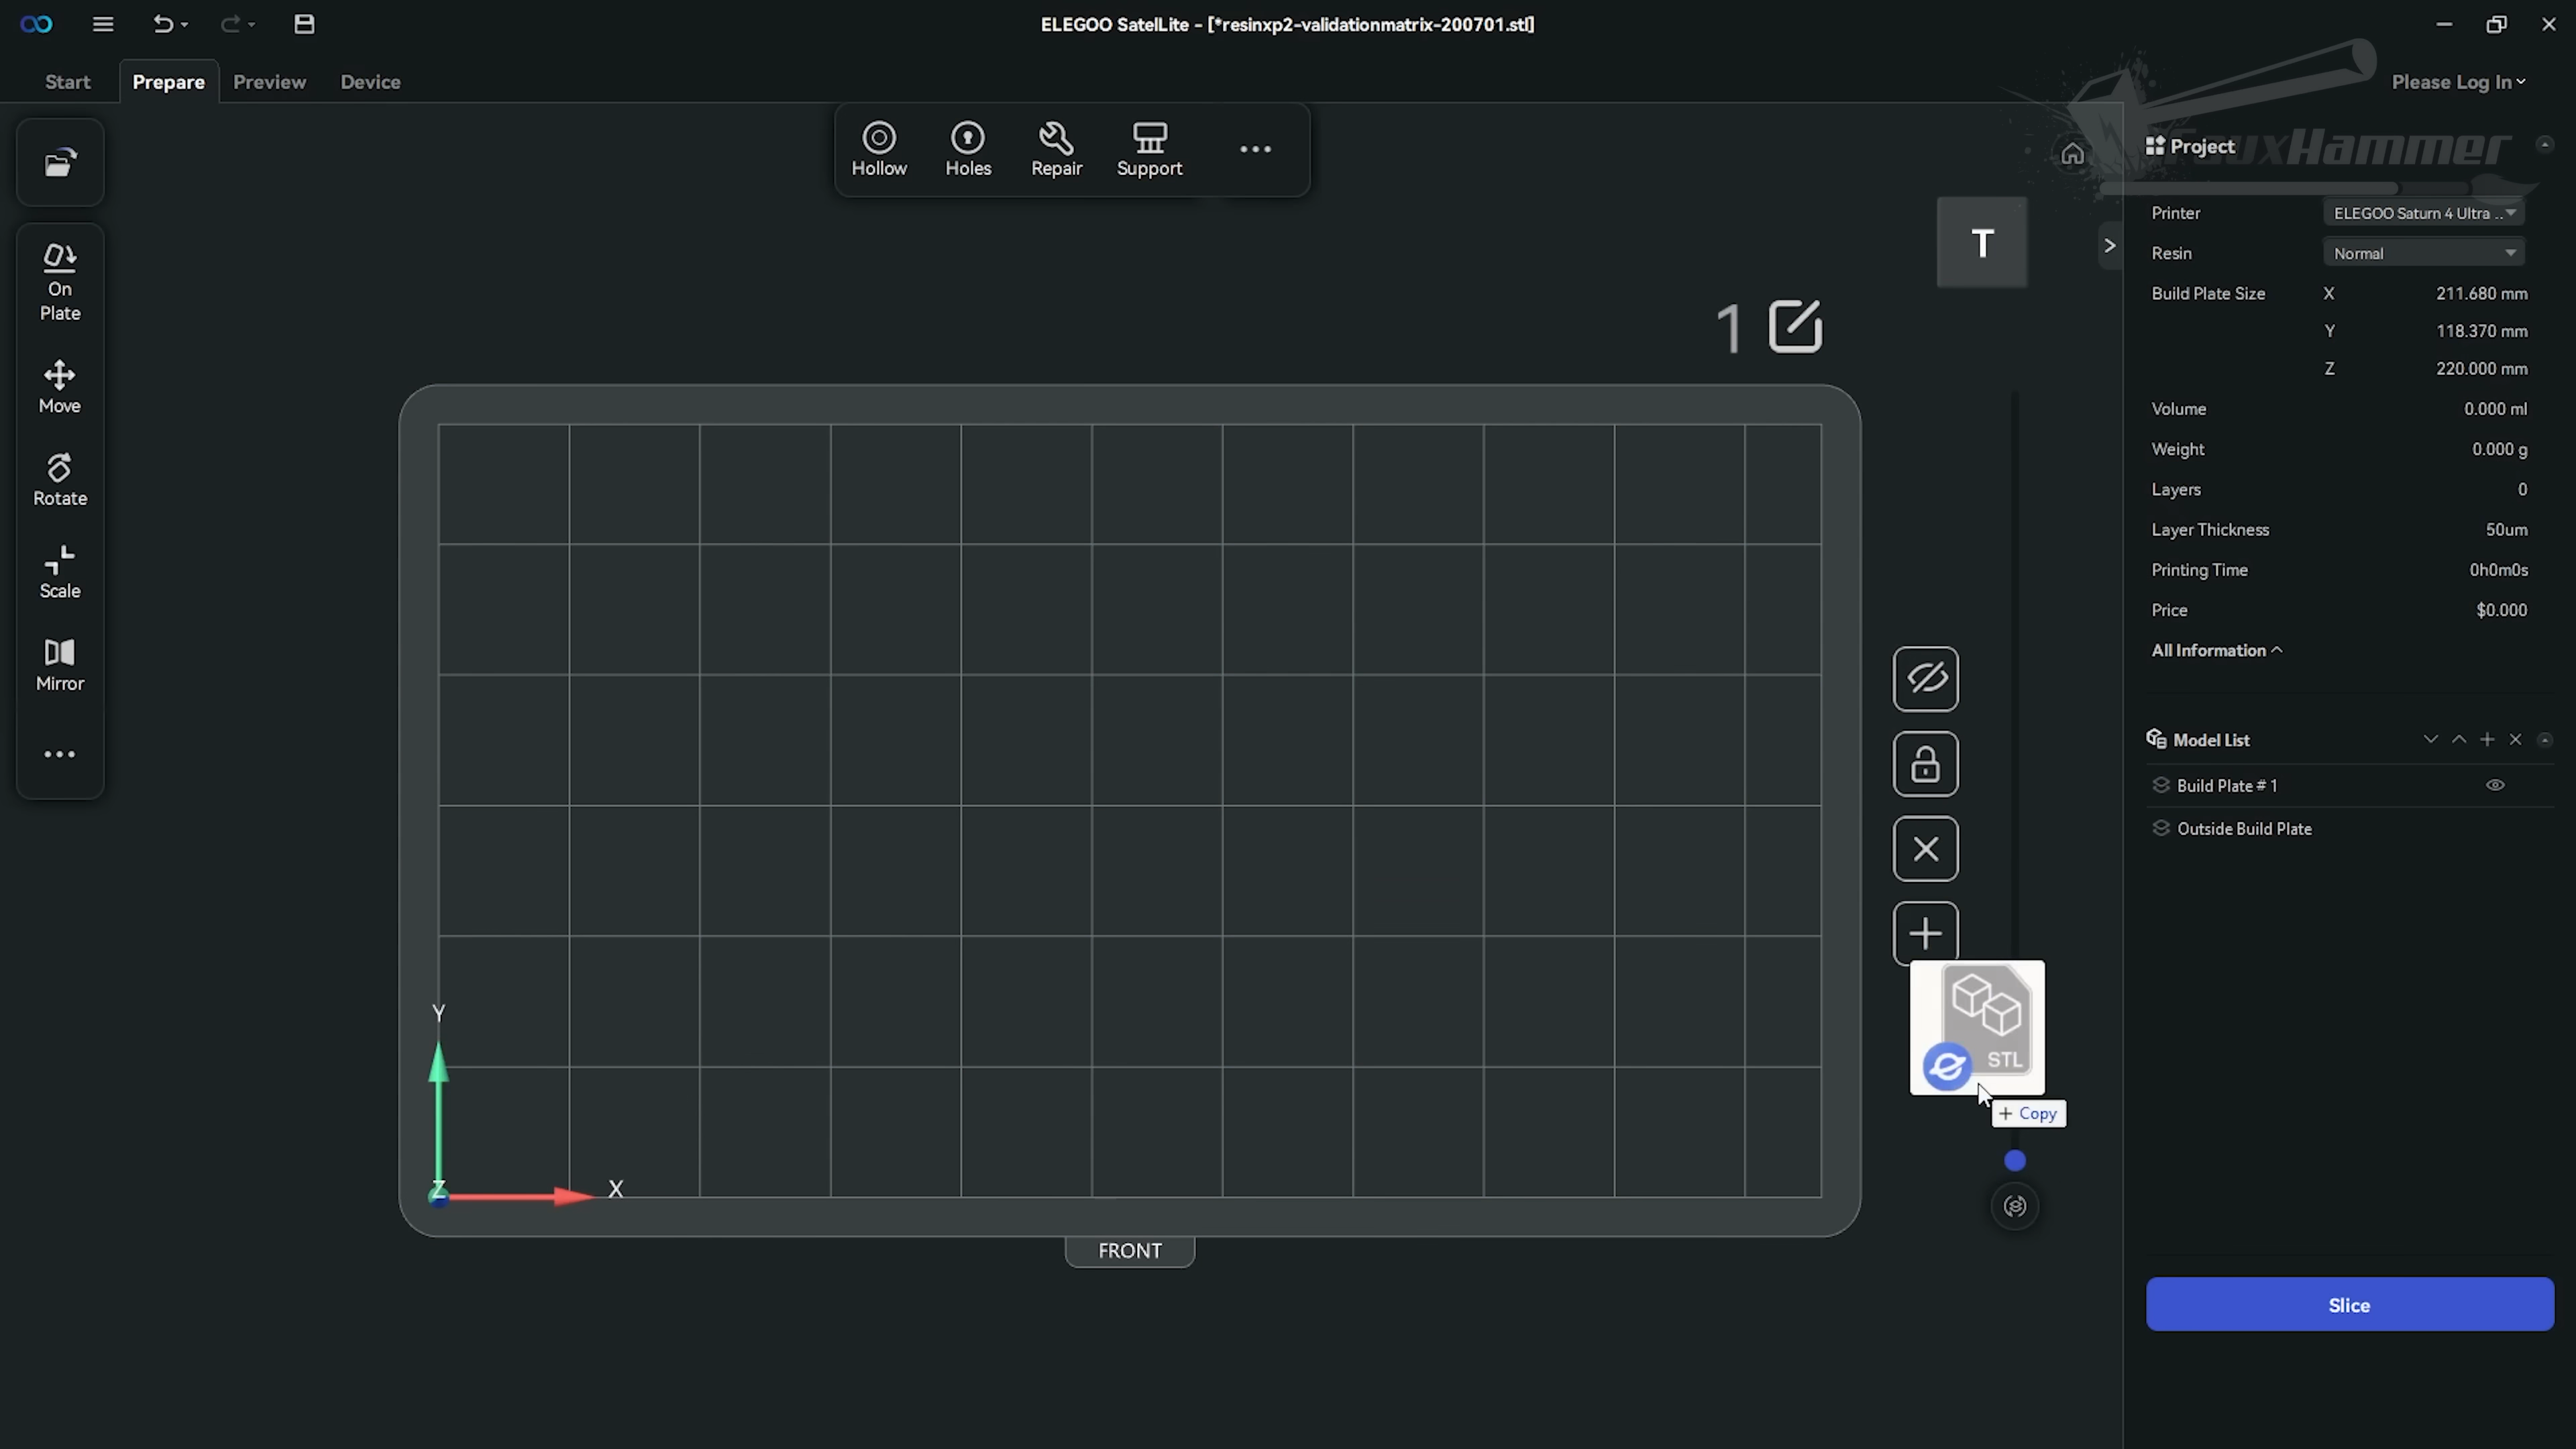 ELEGOO SatelLite - [*resinxp2-validationmatrix-200701.stl]
Start
Prepare
Preview
Device
Please Log In
Hollow
Holes
Repair
Support
FauxHammer
On
Plate
Move
Rotate
Scale
Mirror
T
1
Y
Z
X
FRONT
STL
+ Copy
Project
Printer ELEGOO Saturn 4 Ultra ..
Resin Normal
Build Plate Size X 211.680 mm
Y 118.370 mm
Z 220.000 mm
Volume 0.000 ml
Weight 0.000 g
Layers 0
Layer Thickness 50um
Printing Time 0h0m0s
Price $0.000
All Information
Model List
Build Plate # 1
Outside Build Plate
Slice